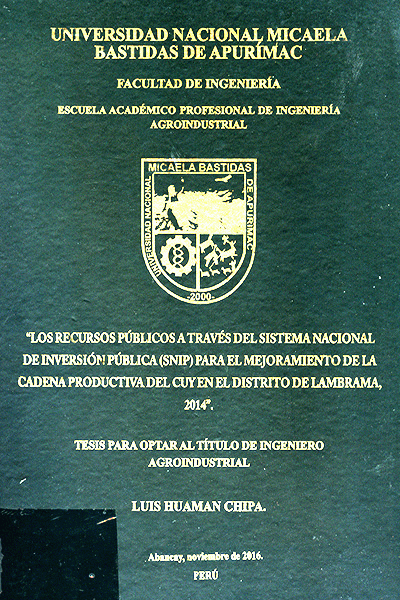 UNIVERSIDAD NACIONAL MICAELA
BASTIDAS DE APURÍMAC
FACULTAD DE INGENIERÍA
ESCUELA ACADÉMICO PROFESIONAL DE INGENIERÍA
AGROINDUSTRIAL
MICAELA BASTIDAS
UNIVERSIDAD NACIONAL
DE APURIMAC
-2000-
"LOS RECURSOS PÚBLICOS A TRAVÉS DEL SISTEMA NACIONAL
DE INVERSIÓN PÚBLICA (SNIP) PARA EL MEJORAMIENTO DE LA
CADENA PRODUCTIVA DEL CUY EN EL DISTRITO DE LAMBRAMA,
2014".
TESIS PARA OPTAR AL TÍTULO DE INGENIERO
AGROINDUSTRIAL
LUIS HUAMAN CHIPA.
Abancay, noviembre de 2016.
PERÚ